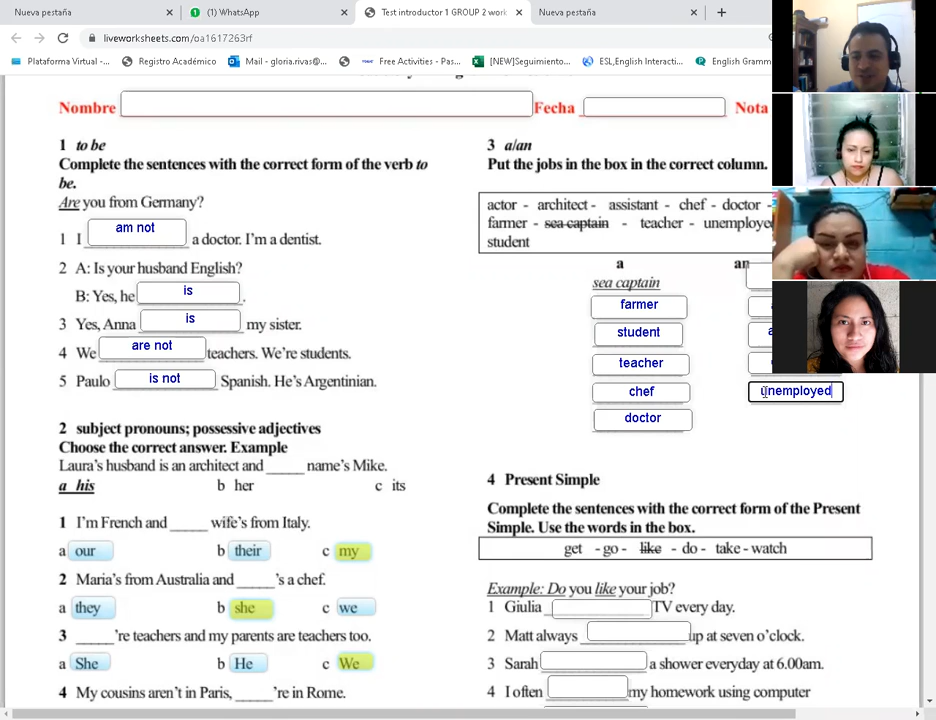 Nueva pestaña
(1) WhatsApp
Test introductor 1 GROUP 2 work
Nueva pestaña
liveworksheets.com/oa1617263rf
Plataforma Virtual -...
Registro Académico
Mail - gloria.rivas@...
Free Activities - Pas...
[NEW]Seguimiento...
ESL,English Interacti...
English Gramm
Nombre
Fecha
Nota
1 to be
Complete the sentences with the correct form of the verb to
be.
Are you from Germany?
1 I am not a doctor. I'm a dentist.
2 A: Is your husband English?
B: Yes, he is .
3 Yes, Anna is my sister.
4 We are not teachers. We're students.
5 Paulo is not Spanish. He's Argentinian.
2 subject pronouns; possessive adjectives
Choose the correct answer. Example
Laura's husband is an architect and _____ name's Mike.
a his b her c its
1 I'm French and _____ wife's from Italy.
a our b their c my
2 Maria's from Australia and _____'s a chef.
a they b she c we
3 _____'re teachers and my parents are teachers too.
a She b He c We
4 My cousins aren't in Paris, _____'re in Rome.
3 a/an
Put the jobs in the box in the correct column.
actor - architect - assistant - chef - doctor -
farmer - sea captain - teacher - unemploye
student
a an
sea captain
farmer
student
teacher
chef unemployed
doctor
4 Present Simple
Complete the sentences with the correct form of the Present
Simple. Use the words in the box.
get - go - like - do - take - watch
Example: Do you like your job?
1 Giulia TV every day.
2 Matt always up at seven o'clock.
3 Sarah a shower everyday at 6.00am.
4 I often my homework using computer